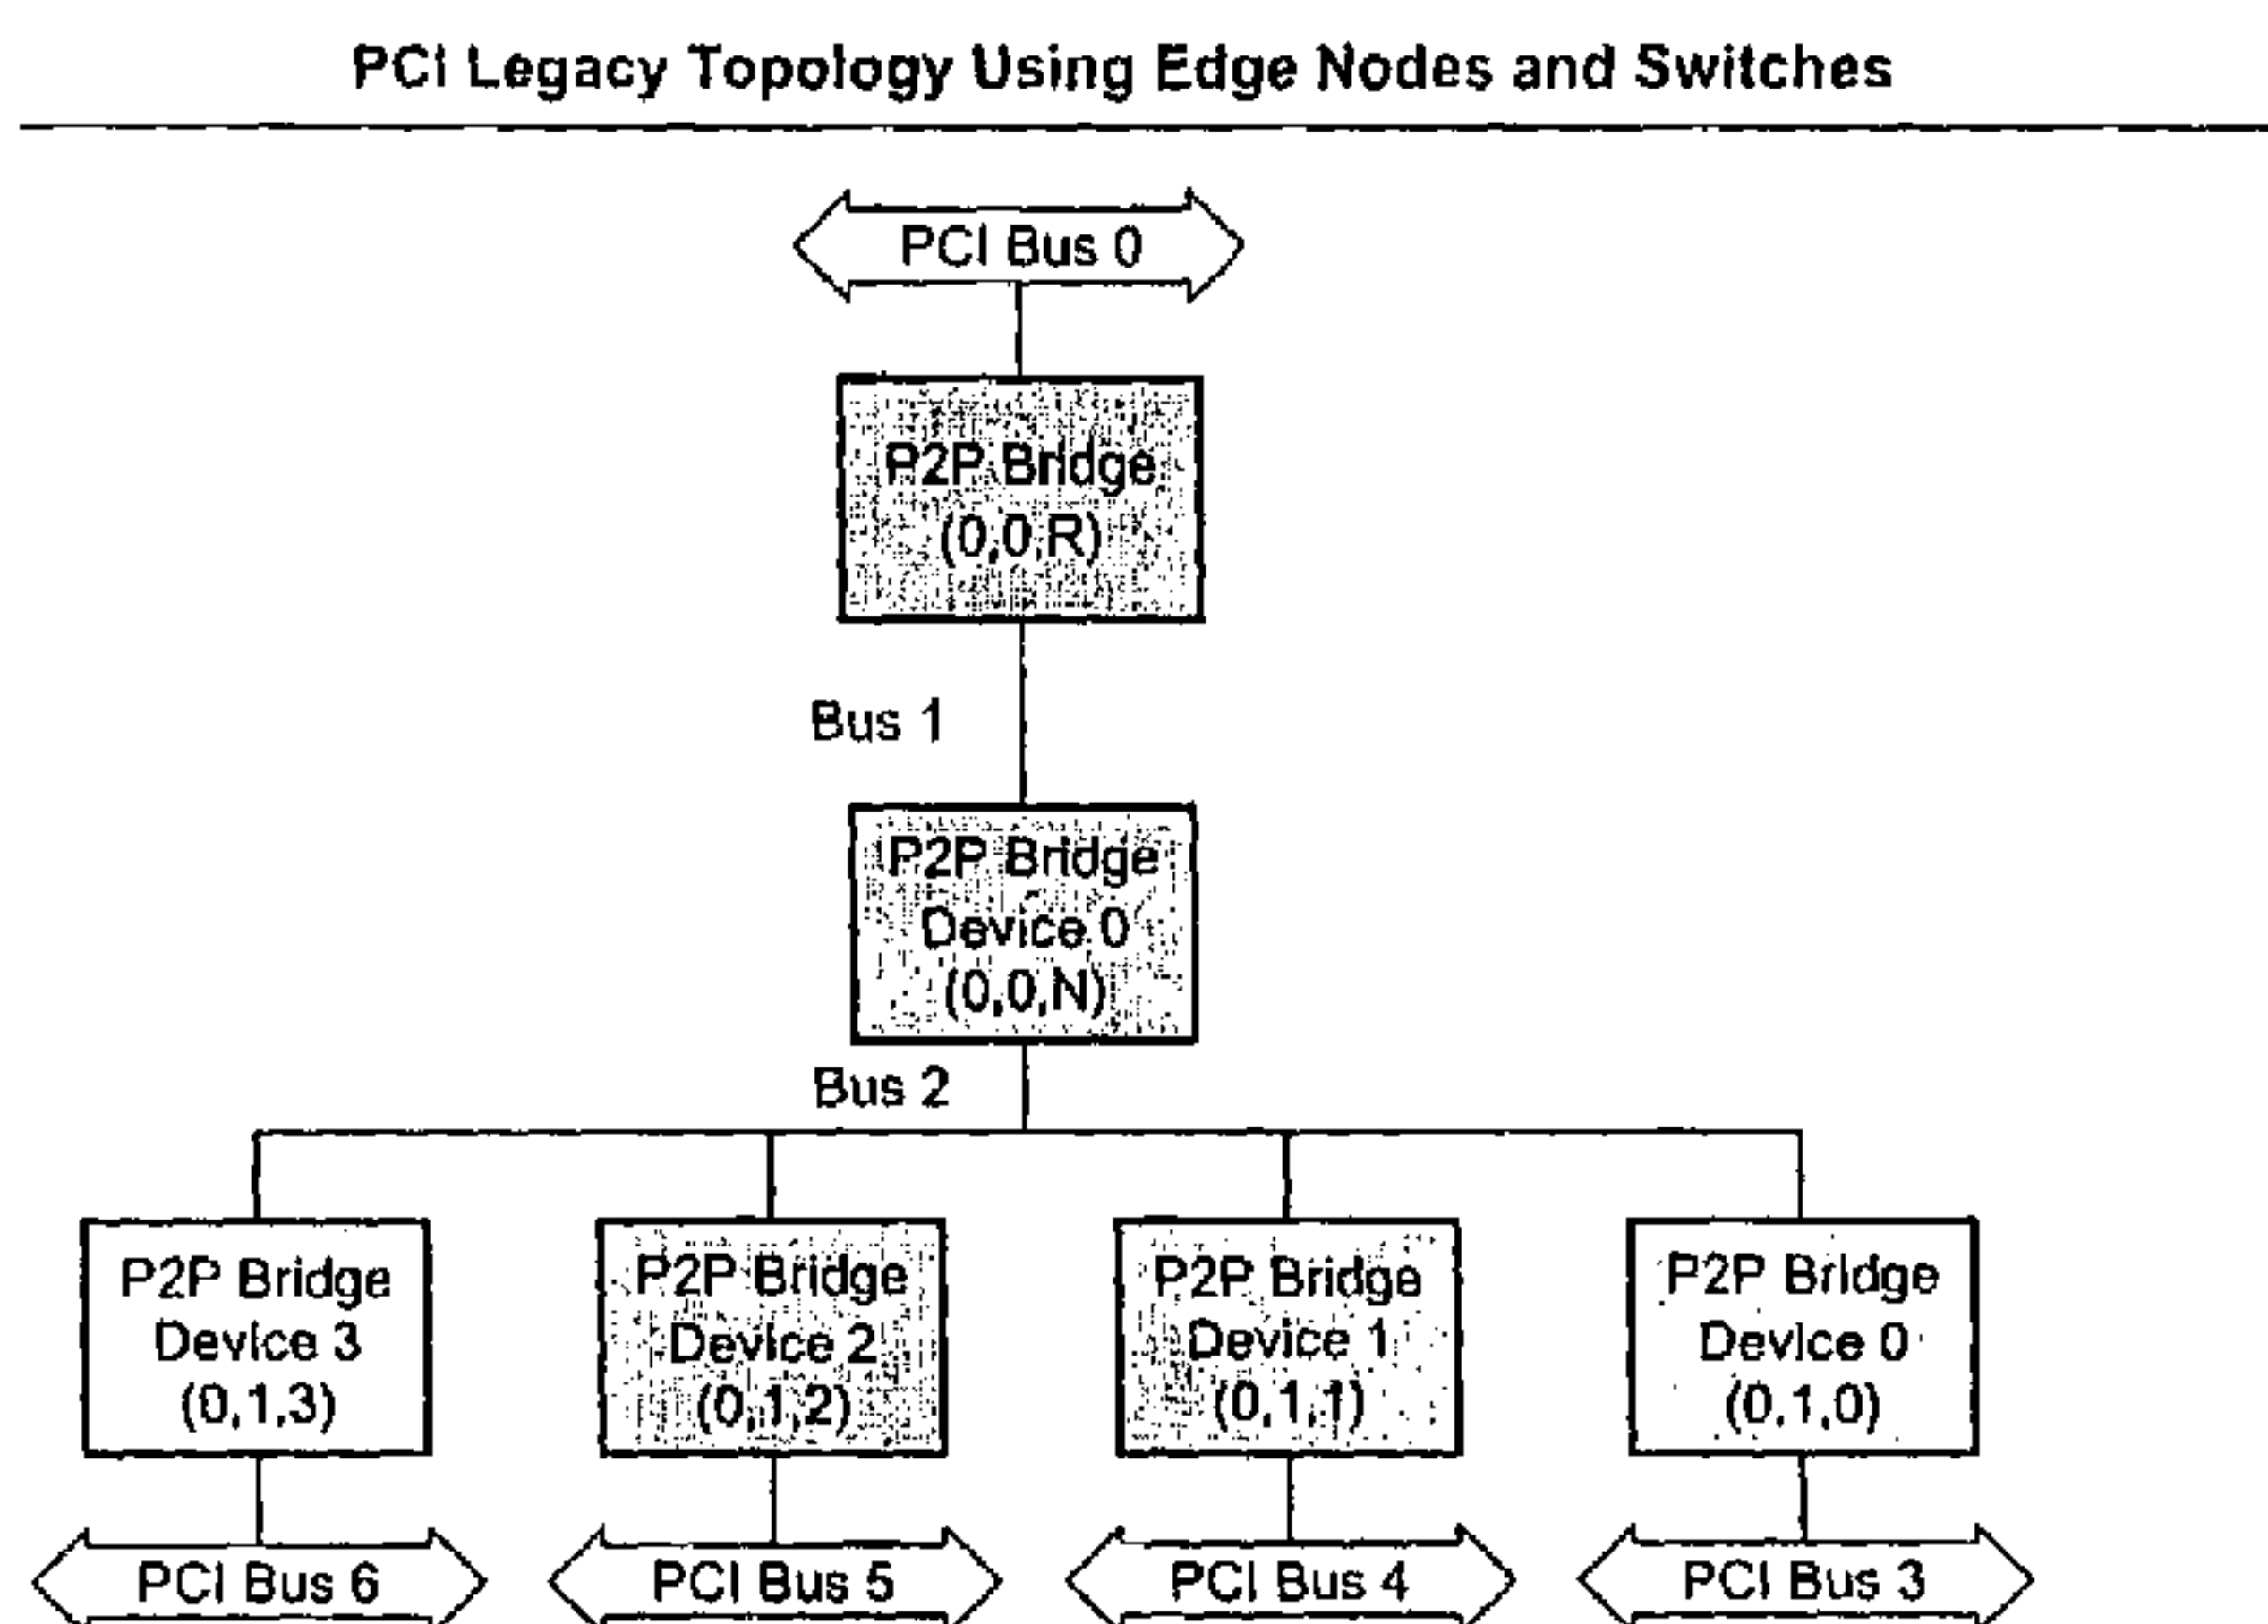 PCI Legacy Topology Using Edge Nodes and Switches
PCI Bus 0
P2P Bridge
(0,0,R)
Bus 1
P2P Bridge
Device 0
(0,0,N)
Bus 2
P2P Bridge
Device 3
(0,1,3)
P2P Bridge
Device 2
(0,1,2)
P2P Bridge
Device 1
(0,1,1)
P2P Bridge
Device 0
(0,1,0)
PCI Bus 6
PCI Bus 5
PCI Bus 4
PCI Bus 3